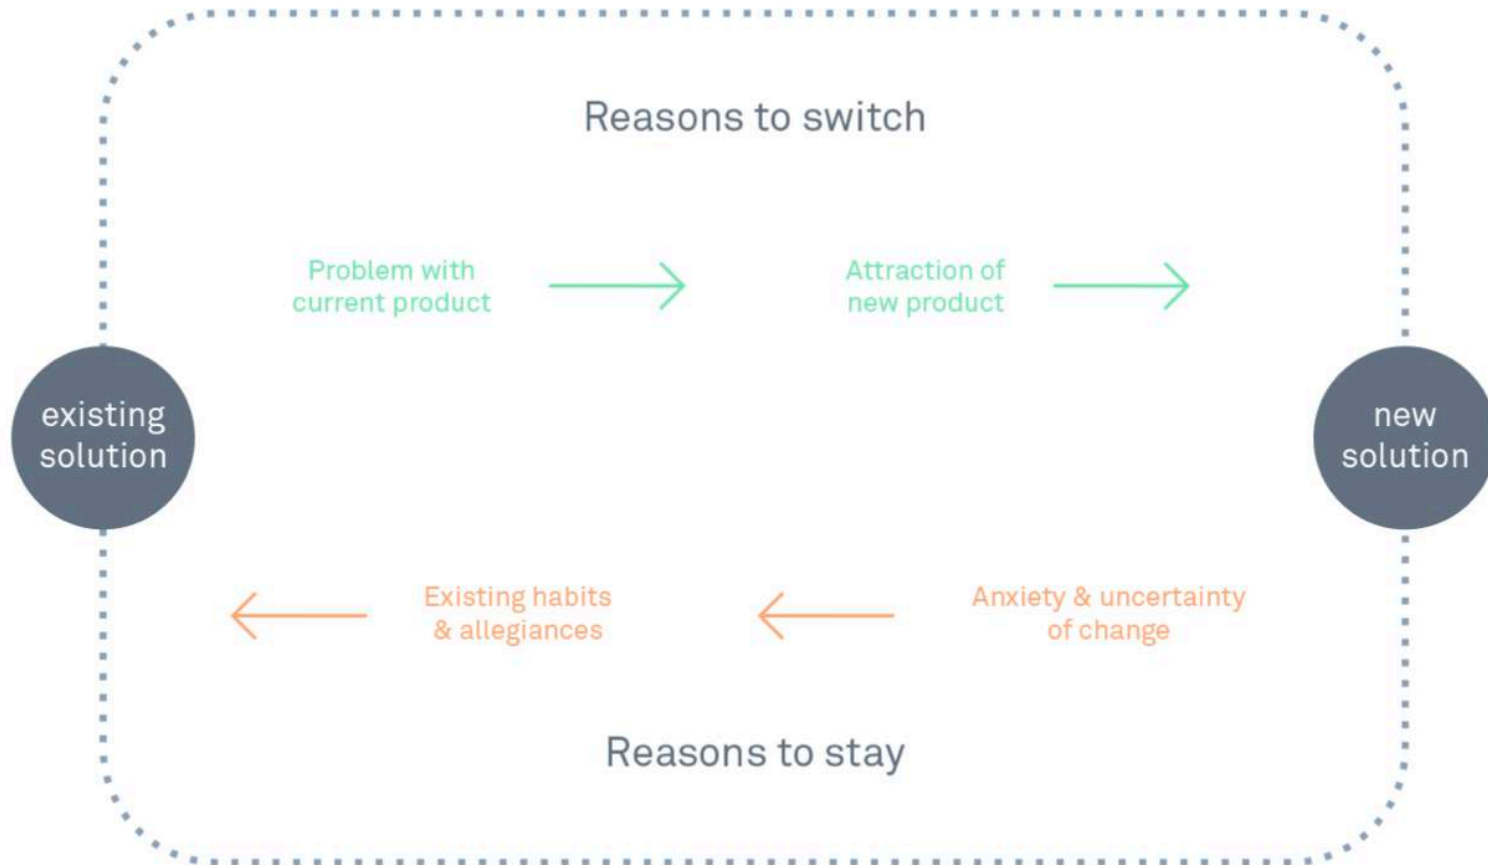 Reasons to switch
Problem with
current product
Attraction of
new product
existing
solution
new
solution
Existing habits
& allegiances
Anxiety & uncertainty
of change
Reasons to stay